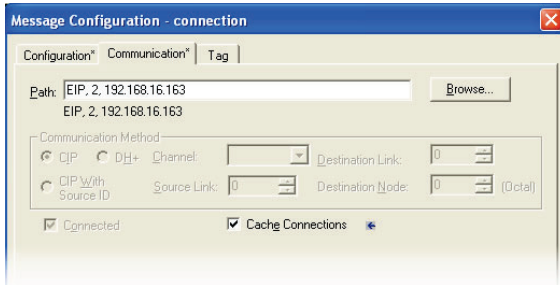 Message Configuration - connection
Configuration* Communication* Tag
Path: EIP, 2, 192.168.16.163 Browse...
EIP, 2, 192.168.16.163
Communication Method
CIP DH+ Channel: Destination Link: 0
CIP With Source ID Source Link: 0 Destination Node: 0 (Octal)
Connected Cache Connections